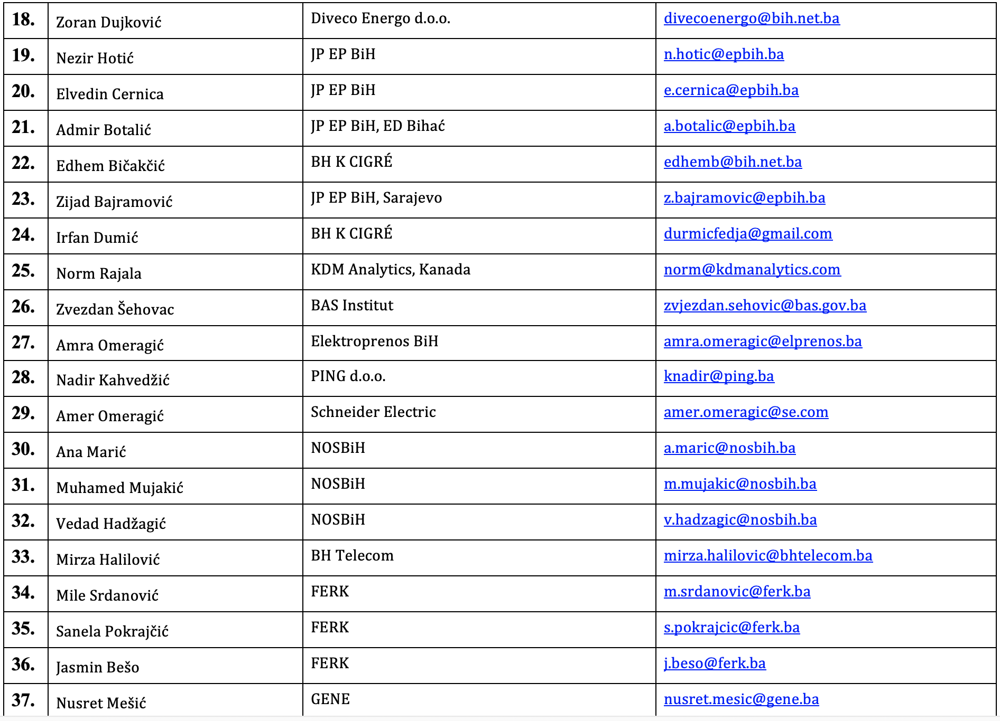 18. Zoran Dujković Diveco Energo d.o.o. divecoenergo@bih.net.ba
19. Nezir Hotić JP EP BiH n.hotic@epbih.ba
20. Elvedin Cernica JP EP BiH e.cernica@epbih.ba
21. Admir Botalić JP EP BiH, ED Bihać a.botalic@epbih.ba
22. Edhem Bičakčić BH K CIGRÉ edhemb@bih.net.ba
23. Zijad Bajramović JP EP BiH, Sarajevo z.bajramovic@epbih.ba
24. Irfan Dumić BH K CIGRÉ durmicfedja@gmail.com
25. Norm Rajala KDM Analytics, Kanada norm@kdmanalytics.com
26. Zvezdan Šehovac BAS Institut zvjezdan.sehovic@bas.gov.ba
27. Amra Omeragić Elektroprenos BiH amra.omeragic@elprenos.ba
28. Nadir Kahvedžić PING d.o.o. knadir@ping.ba
29. Amer Omeragić Schneider Electric amer.omeragic@se.com
30. Ana Marić NOSBiH a.maric@nosbih.ba
31. Muhamed Mujakić NOSBiH m.mujakic@nosbih.ba
32. Vedad Hadžagić NOSBiH v.hadzagic@nosbih.ba
33. Mirza Halilović BH Telecom mirza.halilovic@bhtelecom.ba
34. Mile Srdanović FERK m.srdanovic@ferk.ba
35. Sanela Pokrajčić FERK s.pokrajcic@ferk.ba
36. Jasmin Bešo FERK j.beso@ferk.ba
37. Nusret Mešić GENE nusret.mesic@gene.ba